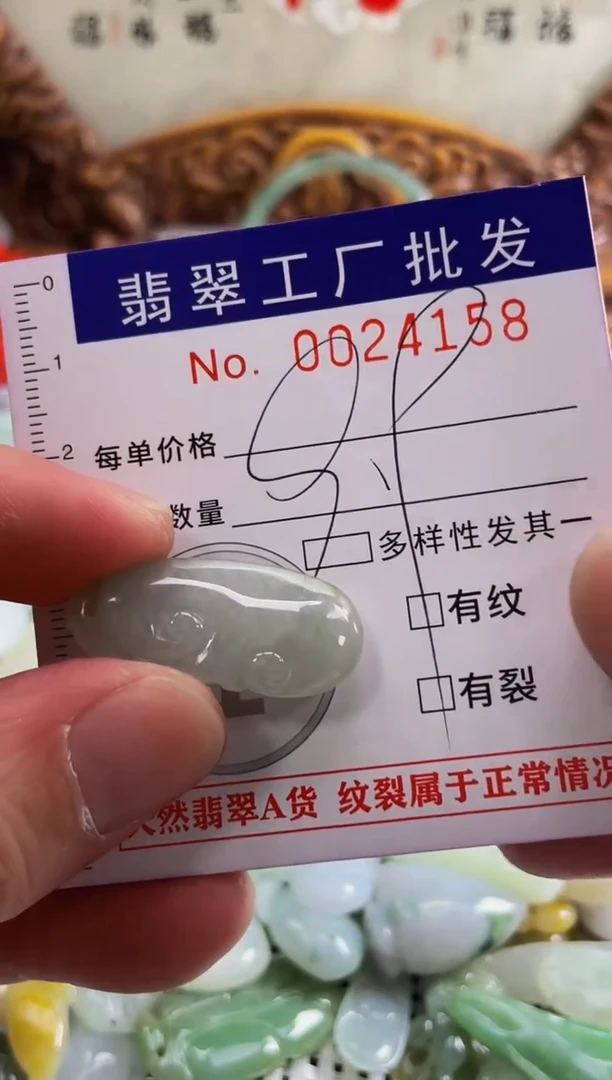 0
翡翠工厂批发
No. 0024158
1
2
每单价格
数量
多样性发其一
有纹
有裂
然翡翠A货 纹裂属于正常情况